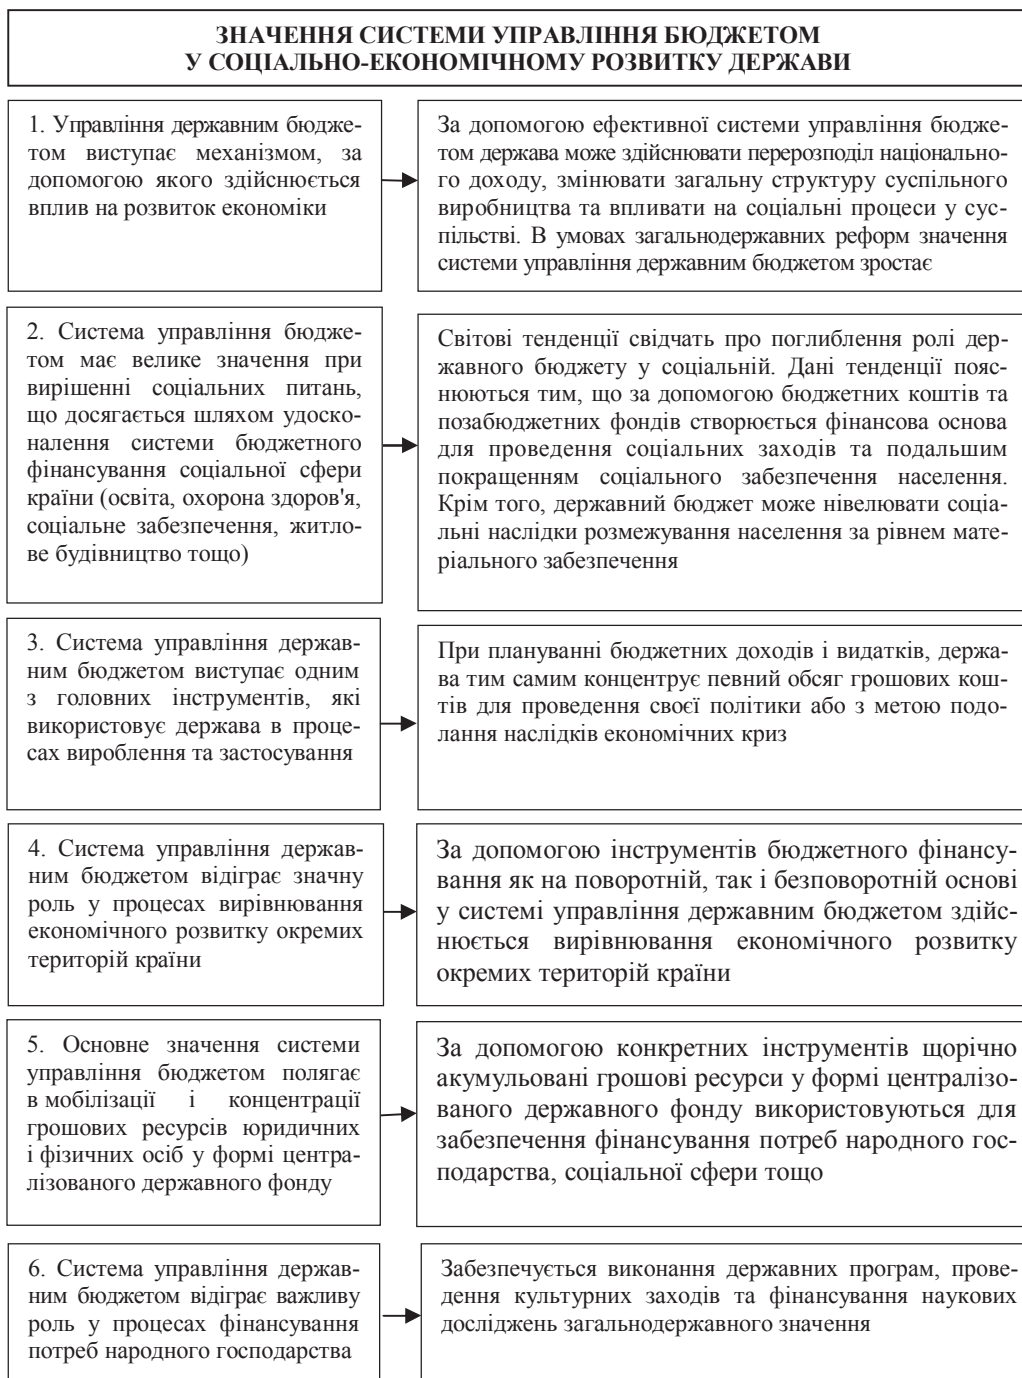 ЗНАЧЕННЯ СИСТЕМИ УПРАВЛІННЯ БЮДЖЕТОМ
У СОЦІАЛЬНО-ЕКОНОМІЧНОМУ РОЗВИТКУ ДЕРЖАВИ
1. Управління державним бюдже-
том виступає механізмом, за
допомогою якого здійснюється
вплив на розвиток економіки
За допомогою ефективної системи управління бюдже-
том держава може здійснювати перерозподіл національно-
го доходу, змінювати загальну структуру суспільного
виробництва та впливати на соціальні процеси у сус-
пільстві. В умовах загальнодержавних реформ значення
системи управління державним бюджетом зростає
2. Система управління бюдже-
том має велике значення при
вирішенні соціальних питань,
що досягається шляхом удоско-
налення системи бюджетного
фінансування соціальної сфери
країни (освіта, охорона здоров'я,
соціальне забезпечення, житло-
ве будівництво тощо)
Світові тенденції свідчать про поглиблення ролі дер-
жавного бюджету у соціальній. Дані тенденції пояс-
нюються тим, що за допомогою бюджетних коштів та
позабюджетних фондів створюється фінансова основа
для проведення соціальних заходів та подальшим
покращенням соціального забезпечення населення.
Крім того, державний бюджет може нівелювати соціа-
льні наслідки розмежування населення за рівнем мате-
ріального забезпечення
3. Система управління держав-
ним бюджетом виступає одним
з головних інструментів, які
використовує держава в проце-
сах вироблення та застосування
При плануванні бюджетних доходів і видатків, держа-
ва тим самим концентрує певний обсяг грошових кош-
тів для проведення своєї політики або з метою подо-
лання наслідків економічних криз
4. Система управління держав-
ним бюджетом відіграє значну
роль у процесах вирівнювання
економічного розвитку окремих
територій країни
За допомогою інструментів бюджетного фінансу-
вання як на поворотній, так і безповоротній основі
у системі управління державним бюджетом здійс-
нюється вирівнювання економічного розвитку
окремих територій країни
5. Основне значення системи
управління бюджетом полягає
в мобілізації і концентрації
грошових ресурсів юридичних
і фізичних осіб у формі центра-
лізованого державного фонду
За допомогою конкретних інструментів щорічно
акумульовані грошові ресурси у формі централізо-
ваного державного фонду використовуються для
забезпечення фінансування потреб народного гос-
подарства, соціальної сфери тощо
6. Система управління держав-
ним бюджетом відіграє важливу
роль у процесах фінансування
потреб народного господарства
Забезпечується виконання державних програм, прове-
дення культурних заходів та фінансування наукових
досліджень загальнодержавного значення